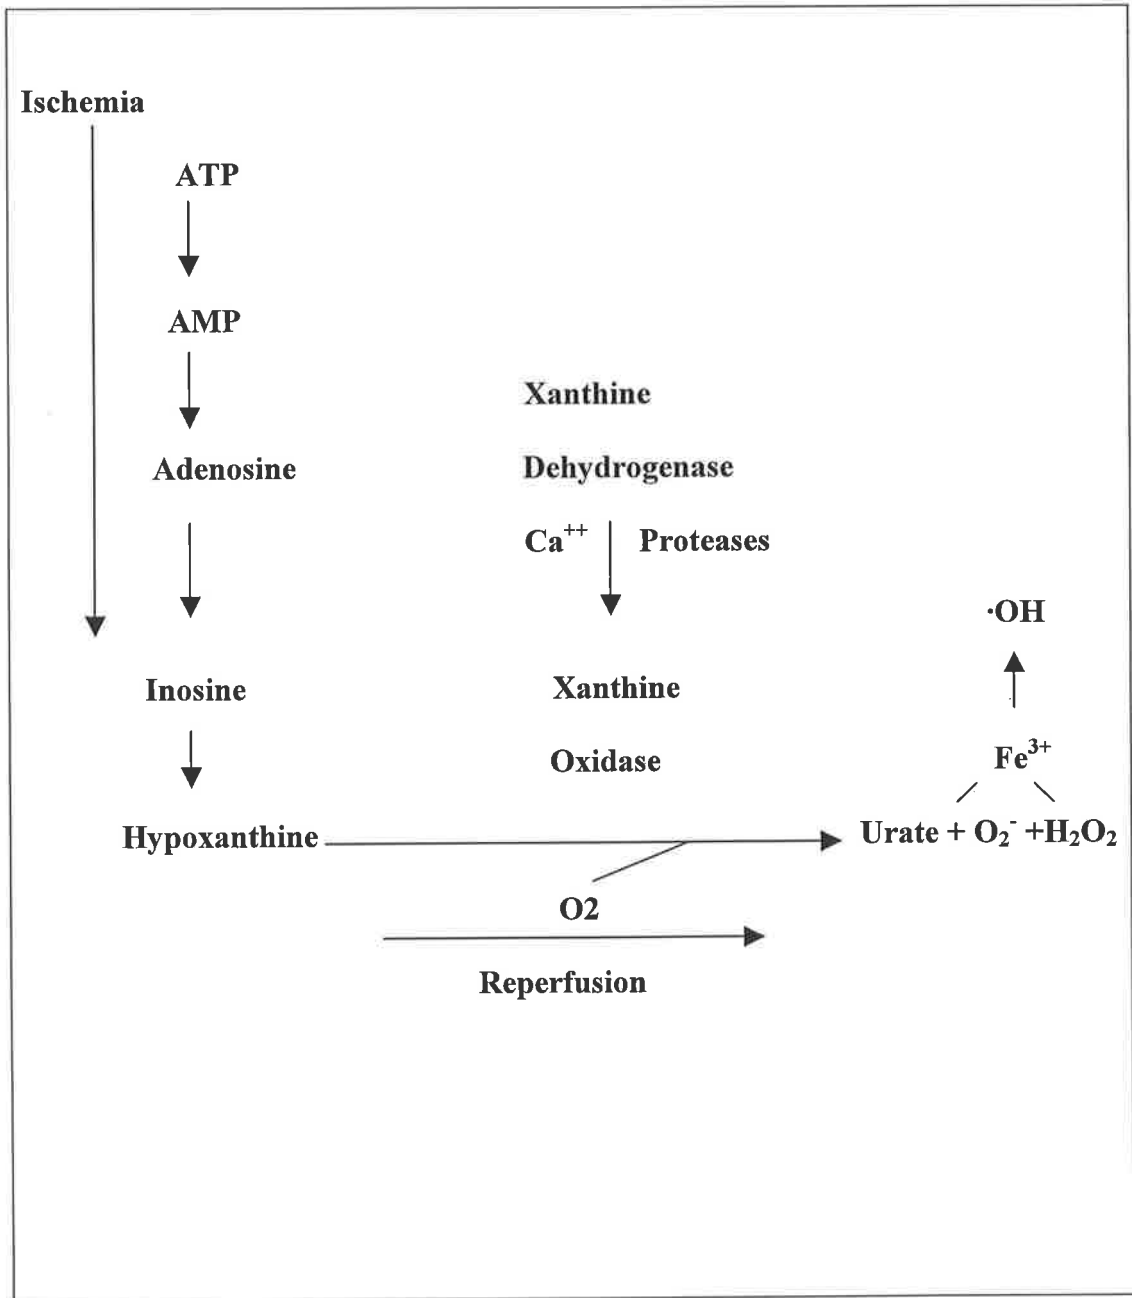 Ischemia
ATP
AMP
Adenosine
Inosine
Hypoxanthine
Xanthine
Dehydrogenase
Ca⁺⁺ Proteases
Xanthine
Oxidase
O2
Reperfusion
·OH
Fe³⁺
Urate + O₂⁻ +H₂O₂